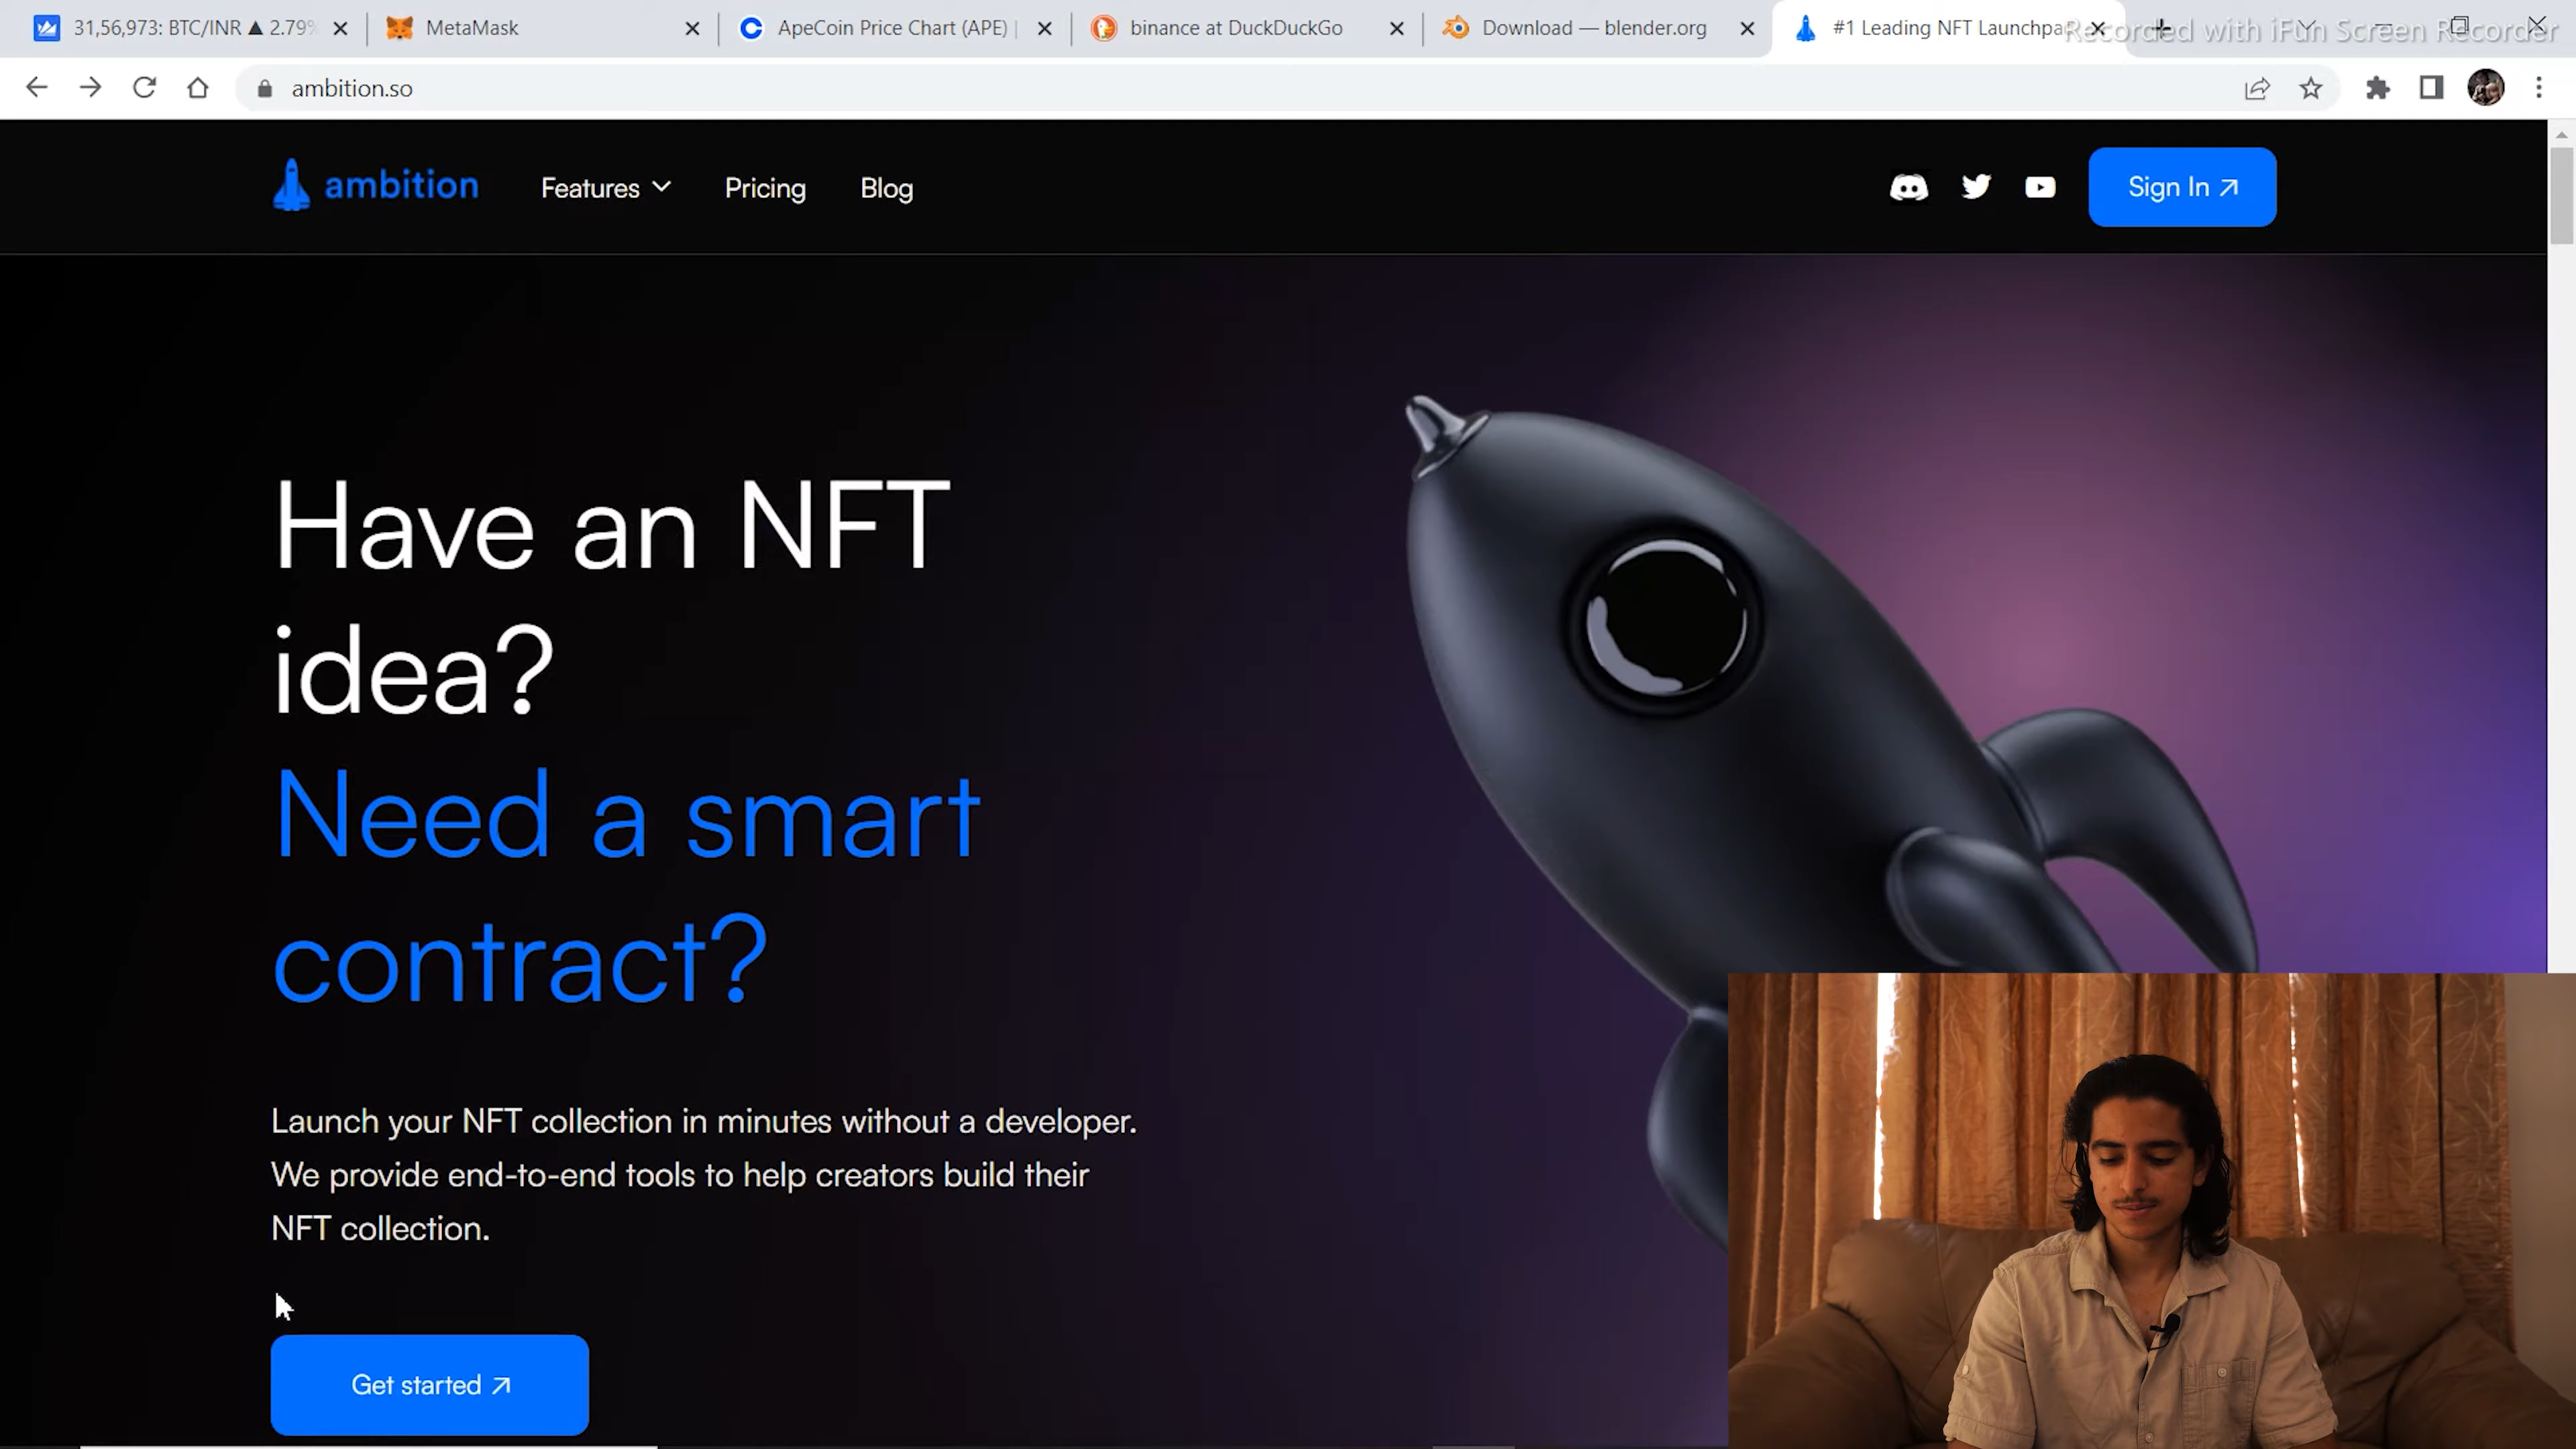 31,56,973: BTC/INR ▲ 2.79%
MetaMask
ApeCoin Price Chart (APE) |
binance at DuckDuckGo
Download — blender.org
#1 Leading NFT Launchpa
Recorded with iFun Screen Recorder
ambition.so
ambition
Features
Pricing
Blog
Sign In
Have an NFT
idea?
Need a smart
contract?
Launch your NFT collection in minutes without a developer.
We provide end-to-end tools to help creators build their
NFT collection.
Get started